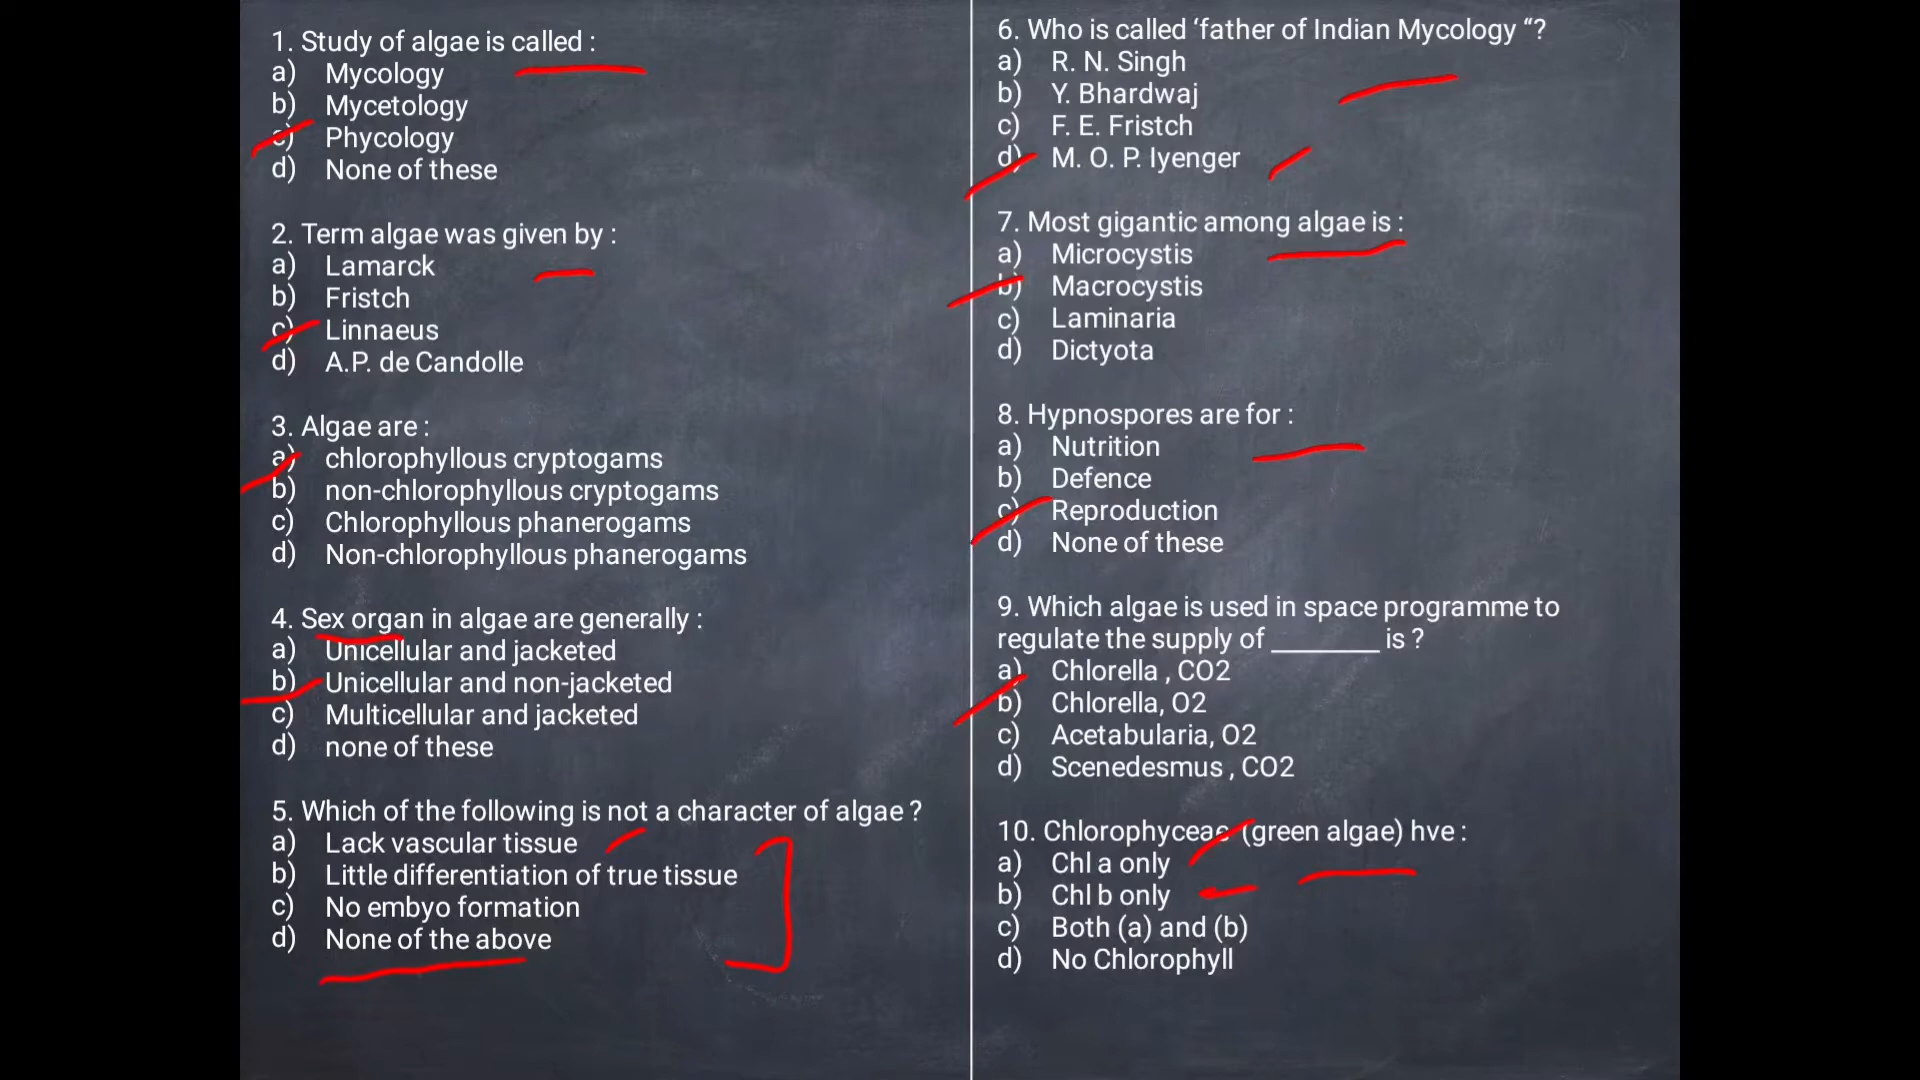 1. Study of algae is called :
a) Mycology
b) Mycetology
c) Phycology
d) None of these
2. Term algae was given by :
a) Lamarck
b) Fristch
c) Linnaeus
d) A.P. de Candolle
3. Algae are :
a) chlorophyllous cryptogams
b) non-chlorophyllous cryptogams
c) Chlorophyllous phanerogams
d) Non-chlorophyllous phanerogams
4. Sex organ in algae are generally :
a) Unicellular and jacketed
b) Unicellular and non-jacketed
c) Multicellular and jacketed
d) none of these
5. Which of the following is not a character of algae ?
a) Lack vascular tissue
b) Little differentiation of true tissue
c) No embyo formation
d) None of the above
6. Who is called ‘father of Indian Mycology “?
a) R. N. Singh
b) Y. Bhardwaj
c) F. E. Fristch
d) M. O. P. Iyenger
7. Most gigantic among algae is :
a) Microcystis
b) Macrocystis
c) Laminaria
d) Dictyota
8. Hypnospores are for :
a) Nutrition
b) Defence
c) Reproduction
d) None of these
9. Which algae is used in space programme to
regulate the supply of ________ is ?
a) Chlorella , CO2
b) Chlorella, O2
c) Acetabularia, O2
d) Scenedesmus , CO2
10. Chlorophyceae (green algae) hve :
a) Chl a only
b) Chl b only
c) Both (a) and (b)
d) No Chlorophyll